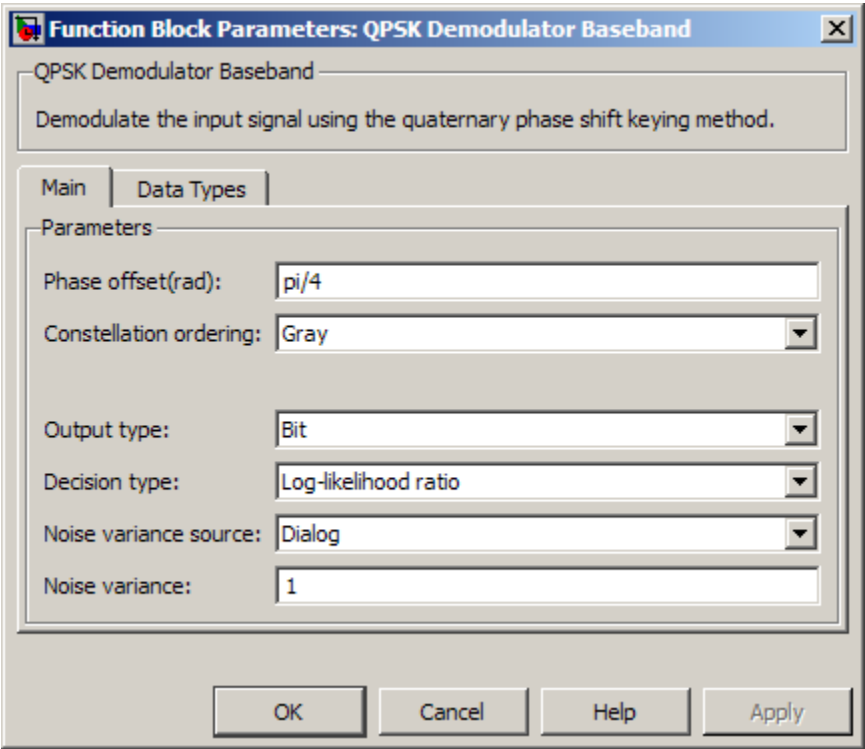 Function Block Parameters: QPSK Demodulator Baseband
QPSK Demodulator Baseband
Demodulate the input signal using the quaternary phase shift keying method.
Main Data Types
Parameters
Phase offset(rad): pi/4
Constellation ordering: Gray
Output type: Bit
Decision type: Log-likelihood ratio
Noise variance source: Dialog
Noise variance: 1
OK Cancel Help Apply